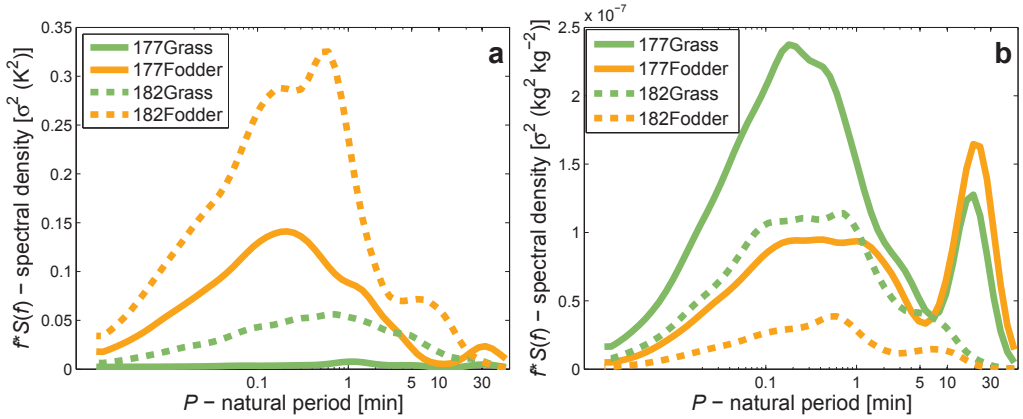 a
177Grass
177Fodder
182Grass
182Fodder
0.35
0.3
0.25
0.2
0.15
0.1
0.05
0
f*S(f) − spectral density [σ² (K²)]
0.1 1 5 10 30
P − natural period [min]
x 10⁻⁷
b
177Grass
177Fodder
182Grass
182Fodder
2.5
2
1.5
1
0.5
0
f*S(f) − spectral density [σ² (kg² kg⁻²)]
0.1 1 5 10 30
P − natural period [min]